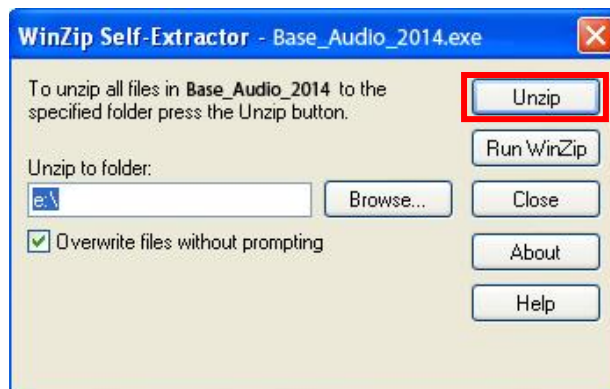 WinZip Self-Extractor - Base_Audio_2014.exe
To unzip all files in Base_Audio_2014 to the
specified folder press the Unzip button.
Unzip to folder:
e:\
Browse...
Overwrite files without prompting
Unzip
Run WinZip
Close
About
Help